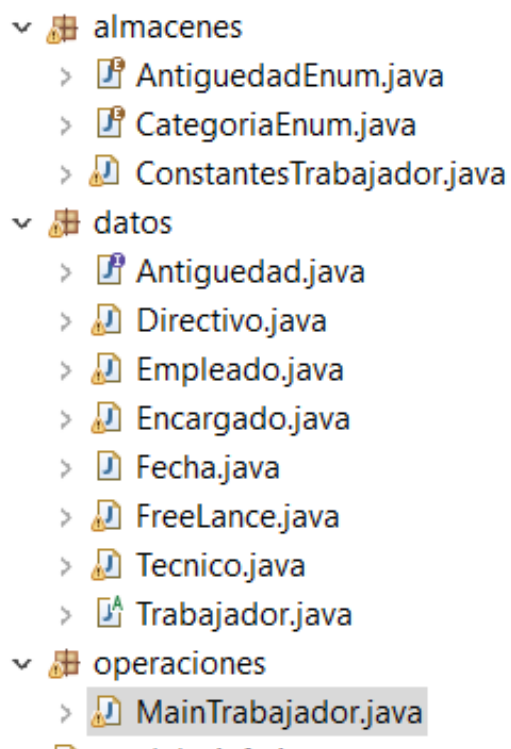 almacenes
AntiguedadEnum.java
CategoriaEnum.java
ConstantesTrabajador.java
datos
Antiguedad.java
Directivo.java
Empleado.java
Encargado.java
Fecha.java
FreeLance.java
Tecnico.java
Trabajador.java
operaciones
MainTrabajador.java